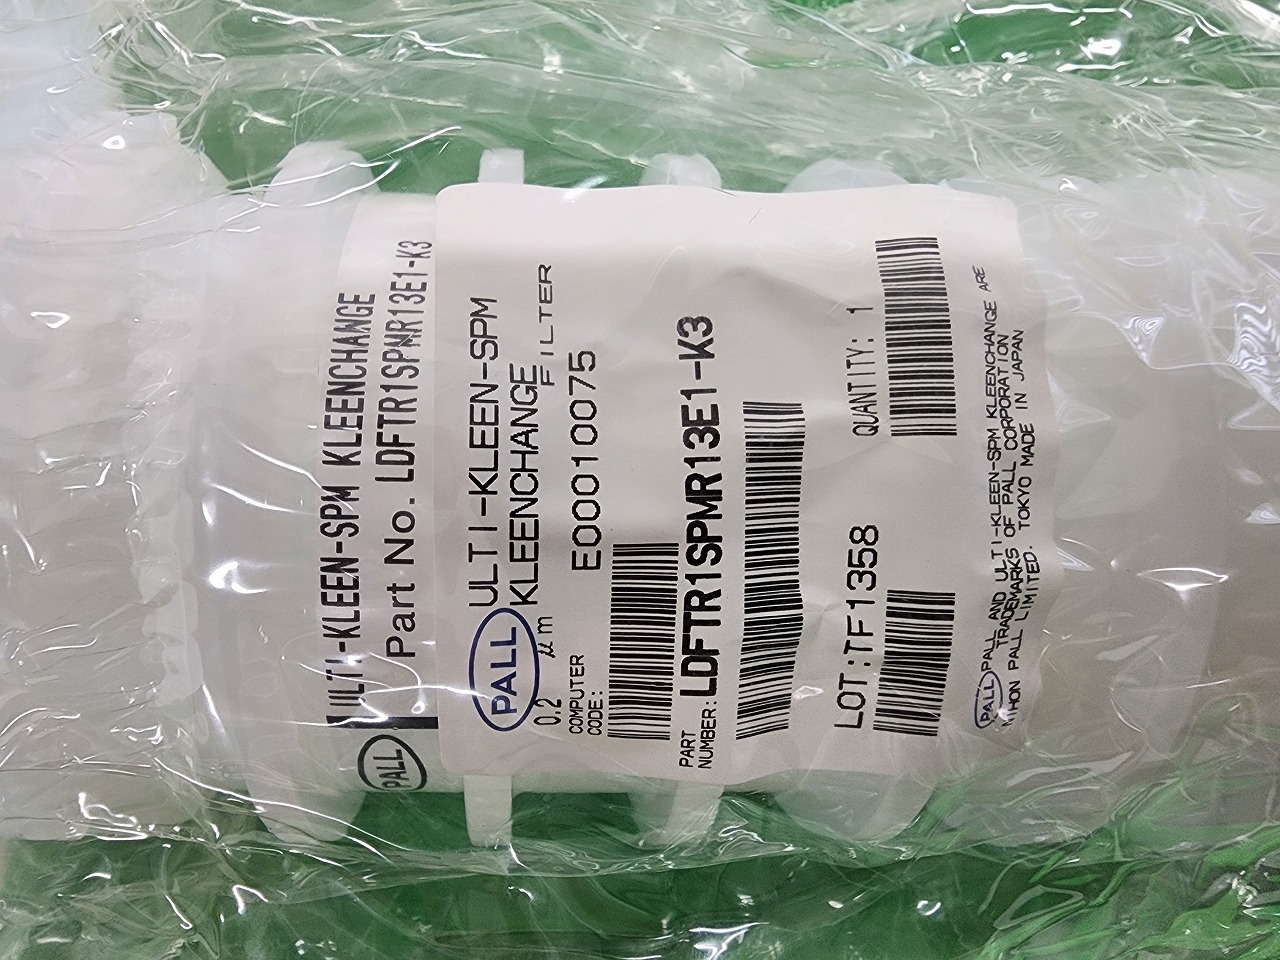 PALL
ULTI-KLEEN-SPM KLEENCHANGE
Part No. LDFTR1SPMR13E1-K3
PALL ULTI-KLEEN-SPM
KLEENCHANGE
0.2 μm FILTER
COMPUTER
CODE: E00010075
PART
NUMBER: LDFTR1SPMR13E1-K3
LOT:TF1358 QUANTITY: 1
PALL PALL AND ULTI-KLEEN-SPM KLEENCHANGE ARE
TRADEMARKS OF PALL CORPORATION
NIHON PALL LIMITED. TOKYO MADE IN JAPAN